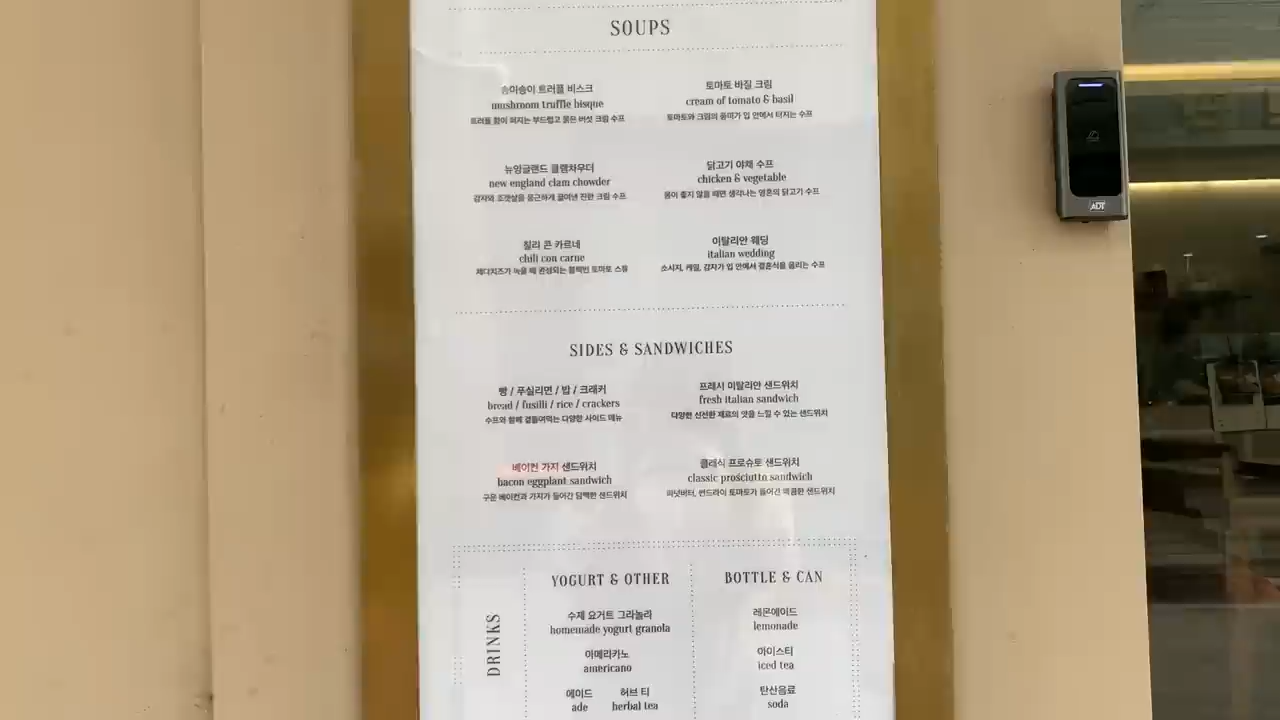 SOUPS
송이송이 트러플 비스크
mushroom truffle bisque
트러플 향이 퍼지는 부드럽고 묽은 버섯 크림 수프
토마토 바질 크림
cream of tomato & basil
토마토와 크림의 풍미가 입 안에서 터지는 수프
뉴잉글랜드 클램차우더
new england clam chowder
감자와 조갯살을 뭉근하게 끓여낸 진한 크림 수프
닭고기 야채 수프
chicken & vegetable
몸이 좋지 않을 때면 생각나는 영혼의 닭고기 수프
칠리 콘 카르네
chili con carne
체다치즈가 녹을 때 완성되는 블랙빈 토마토 스튜
이탈리안 웨딩
italian wedding
소시지, 케일, 감자가 입 안에서 결혼식을 올리는 수프
SIDES & SANDWICHES
빵 / 푸실리면 / 밥 / 크래커
bread / fusilli / rice / crackers
수프와 함께 곁들여먹는 다양한 사이드 메뉴
프레시 이탈리안 샌드위치
fresh italian sandwich
다양한 신선한 재료의 맛을 느낄 수 있는 샌드위치
베이컨 가지 샌드위치
bacon eggplant sandwich
구운 베이컨과 가지가 들어간 담백한 샌드위치
클래식 프로슈토 샌드위치
classic prosciutto sandwich
피넛버터, 썬드라이 토마토가 들어간 매콤한 샌드위치
DRINKS
YOGURT & OTHER
수제 요거트 그라놀라
homemade yogurt granola
아메리카노
americano
에이드 허브 티
ade herbal tea
BOTTLE & CAN
레몬에이드
lemonade
아이스티
iced tea
탄산음료
soda
ADT